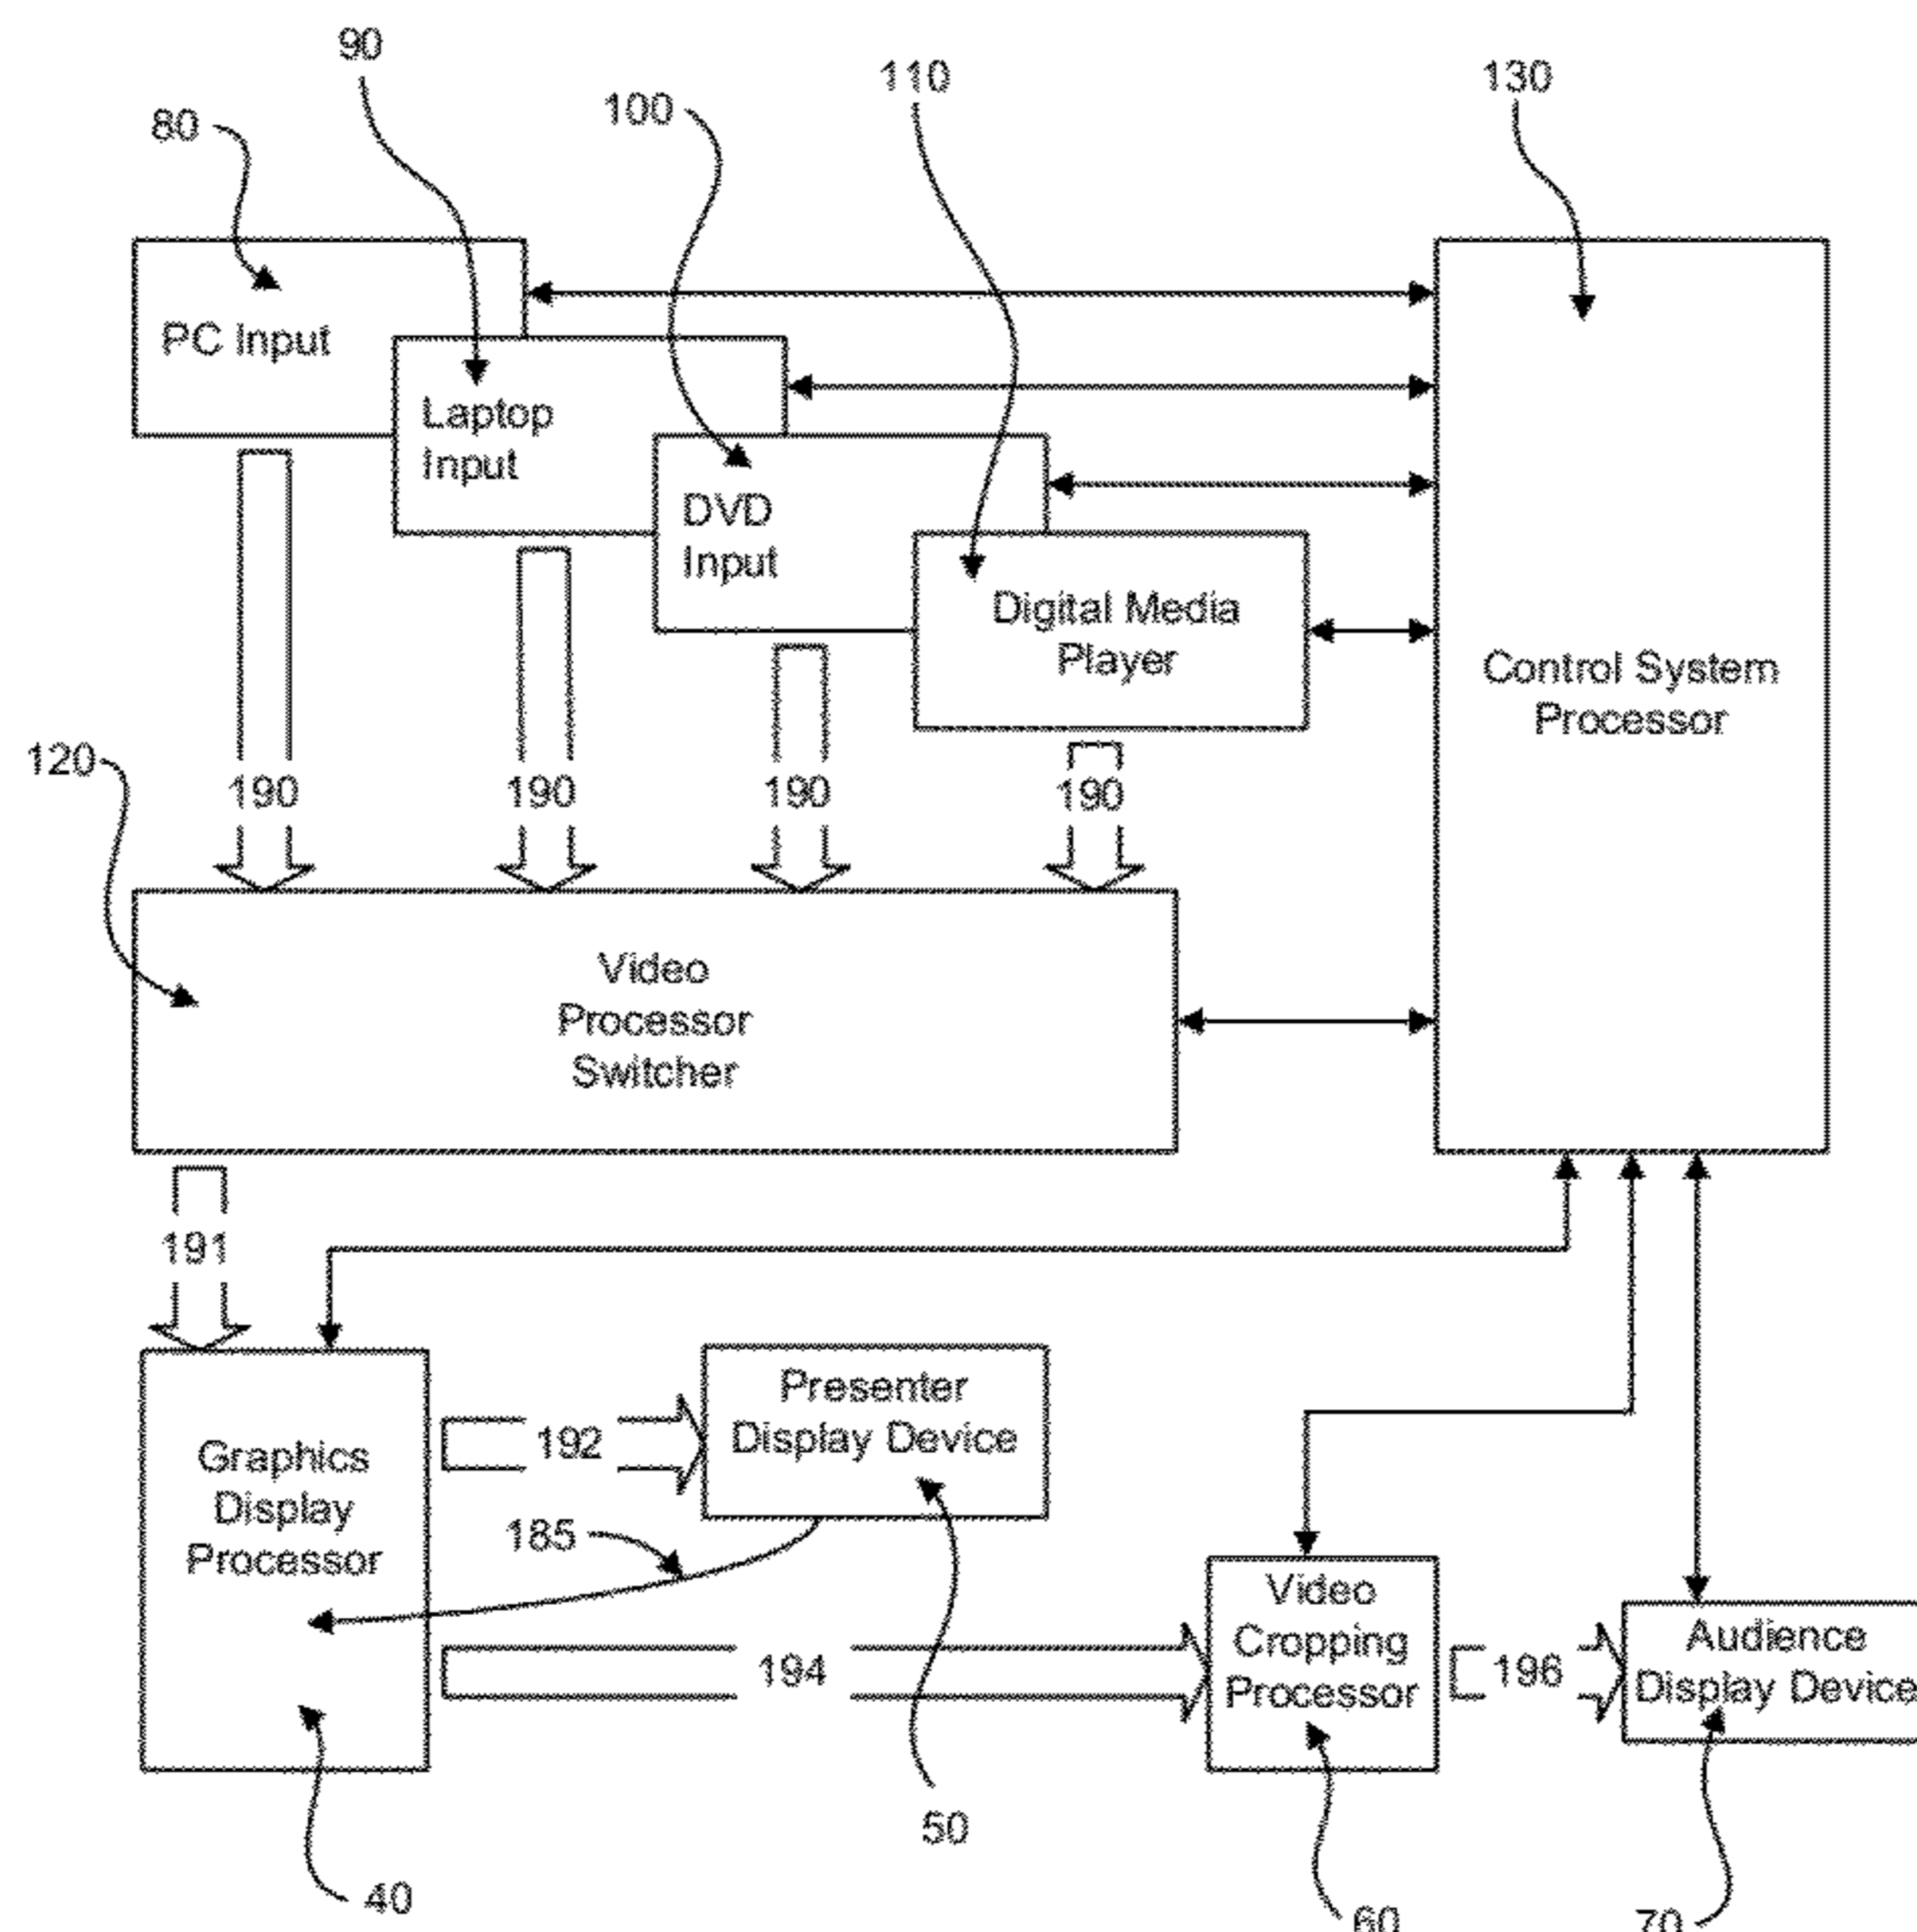 90
110
130
80
100
PC Input
Laptop
Input
DVD
Input
Digital Media
Player
Control System
Processor
120
190
190
190
190
Video
Processor
Switcher
191
Presenter
Display Device
192
Graphics
Display
Processor
185
Video
Cropping
Processor
194
196
Audience
Display Device
50
40
60
70